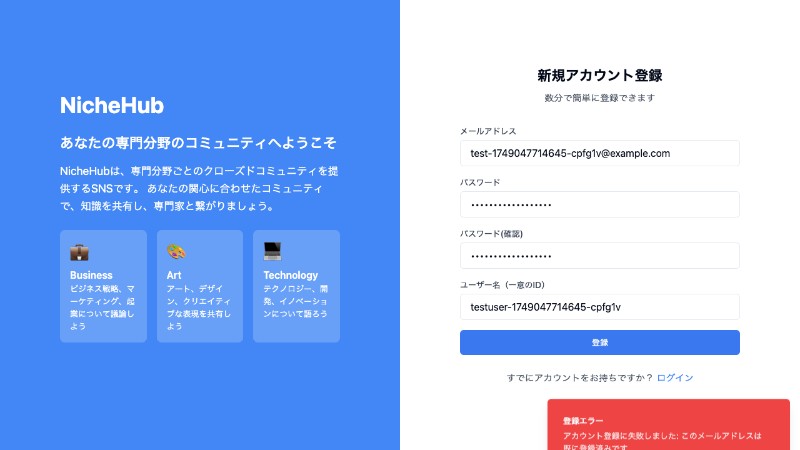 NicheHub
あなたの専門分野のコミュニティへようこそ
NicheHubは、専門分野ごとのクローズドコミュニティを提
供するSNSです。 あなたの関心に合わせたコミュニティ
で、知識を共有し、専門家と繋がりましょう。
Business
ビジネス戦略、マ
ーケティング、起
業について議論し
よう
Art
アート、デザイ
ン、クリエイティ
ブな表現を共有し
よう
Technology
テクノロジー、開
発、イノベーショ
ンについて語ろう
新規アカウント登録
数分で簡単に登録できます
メールアドレス
test-1749047714645-cpfg1v@example.com
パスワード
パスワード(確認)
ユーザー名（一意のID）
testuser-1749047714645-cpfg1v
登録
すでにアカウントをお持ちですか？ ログイン
登録エラー
アカウント登録に失敗しました: このメールアドレスは
既に登録済みです